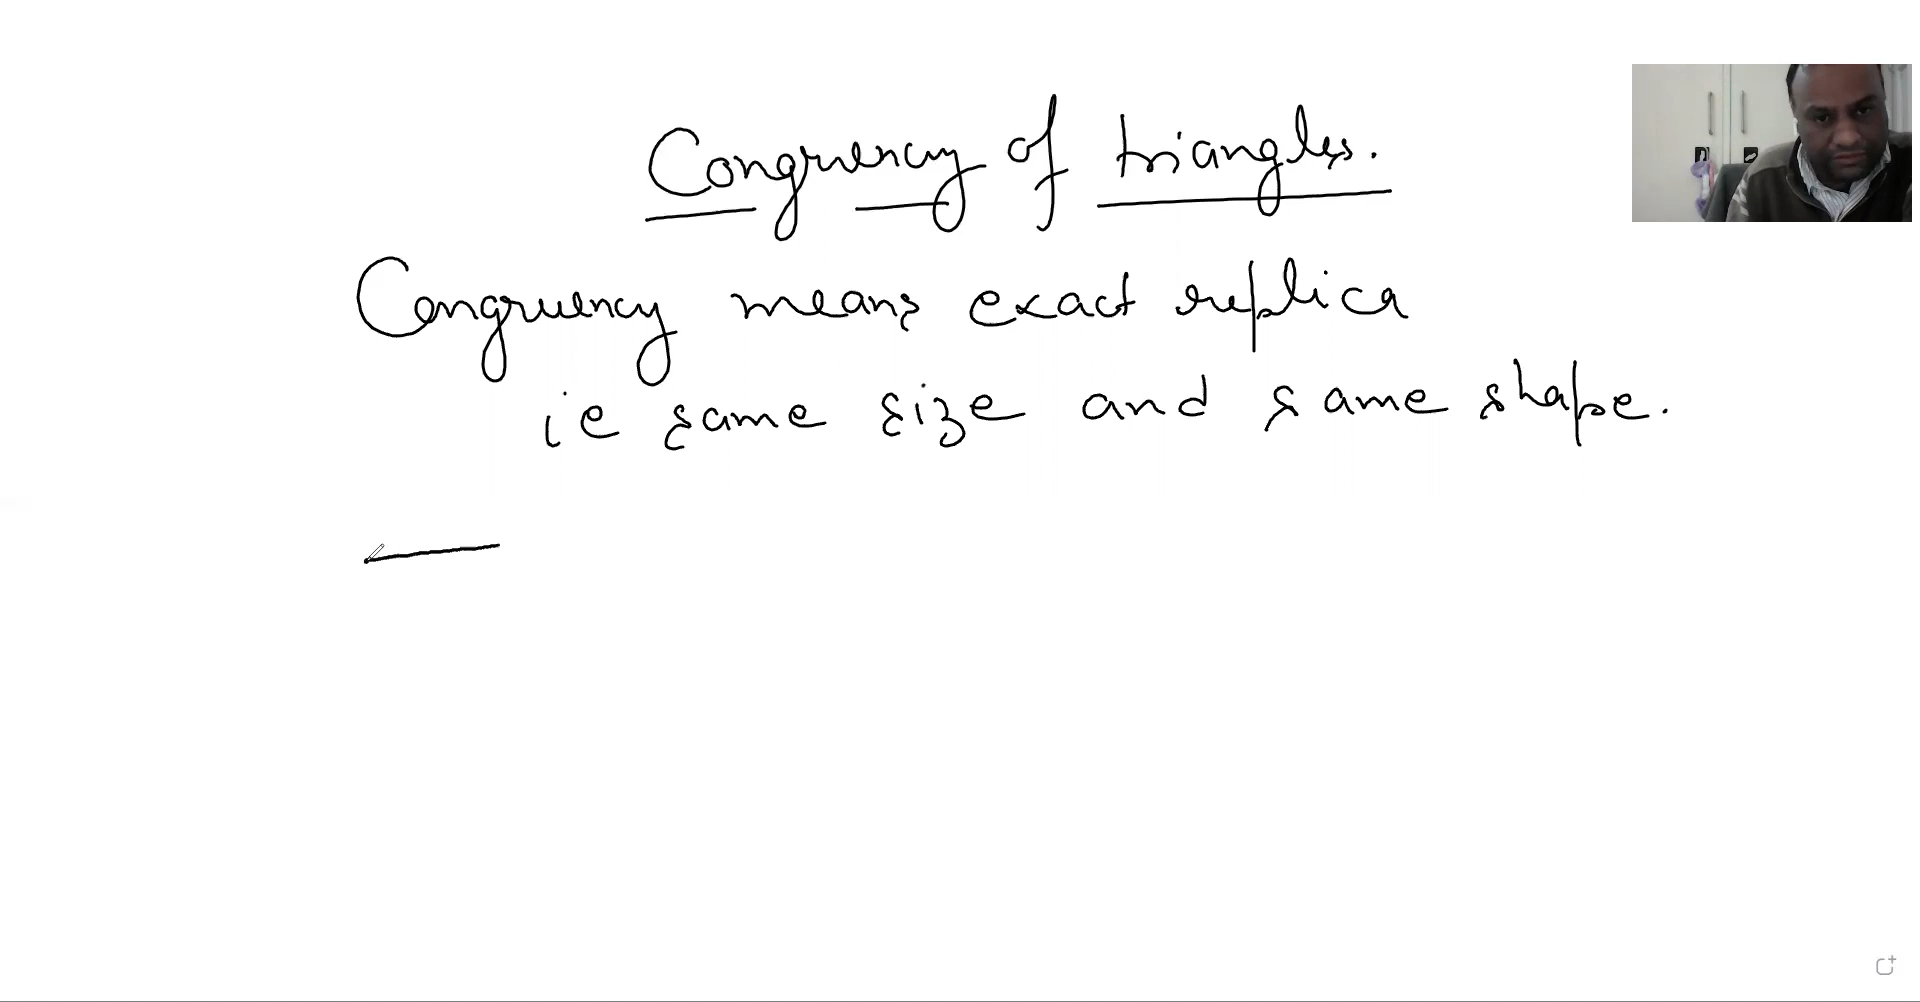 Congruency of triangles.
Congruency means exact replica
ie same size and same shape.